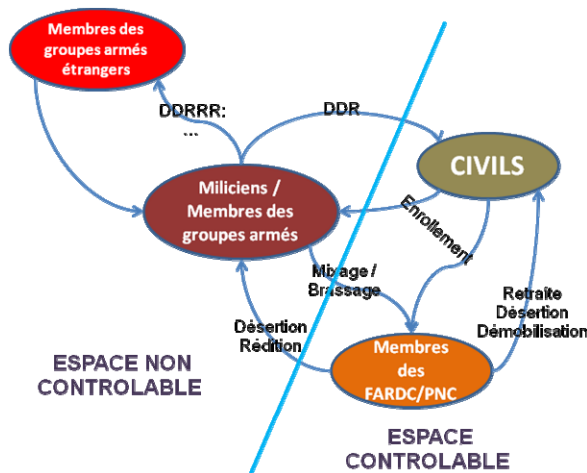 Membres des
groupes armés
étrangers
DDRRR:
...
DDR
CIVILS
Miliciens /
Membres des
groupes armés
Enrollement
Mixage /
Brassage
Retraite
Désertion
Démobilisation
Désertion
Rédition
Membres
des
FARDC/PNC
ESPACE NON
CONTROLABLE
ESPACE
CONTROLABLE